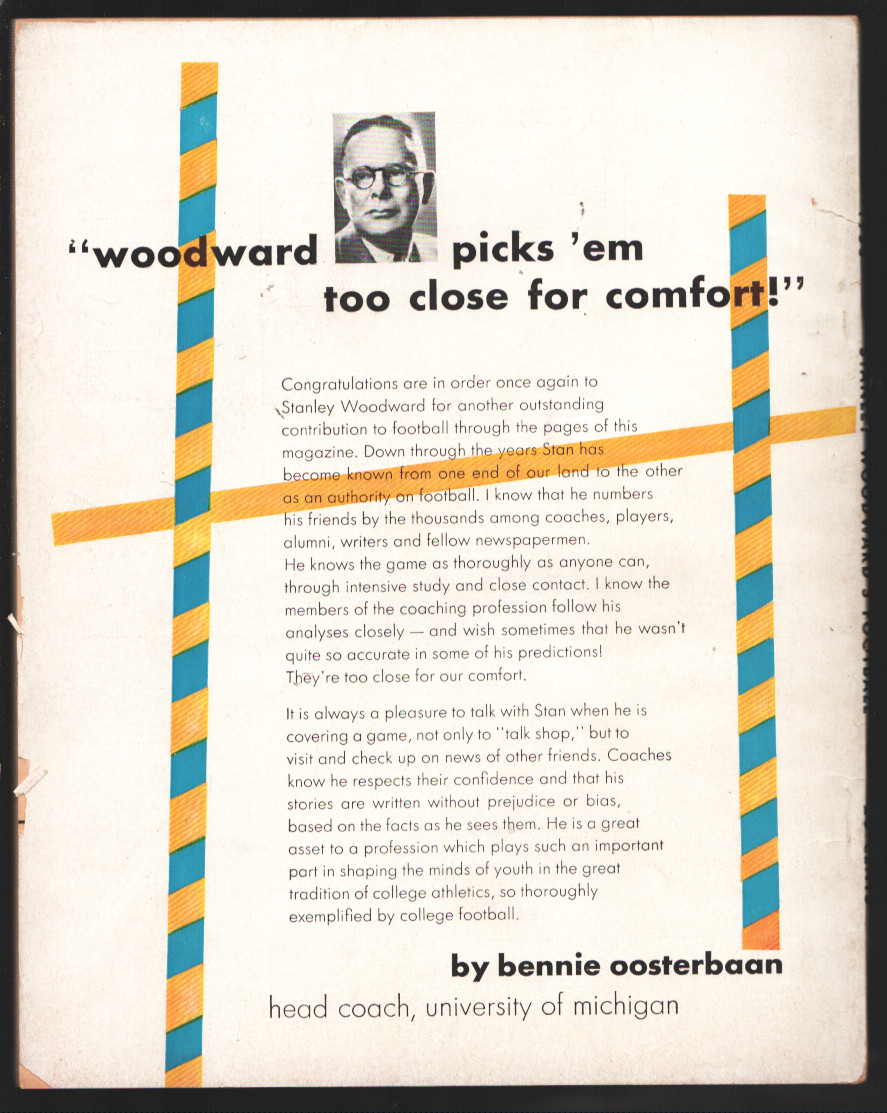 “woodward picks ’em
too close for comfort!”
Congratulations are in order once again to
Stanley Woodward for another outstanding
contribution to football through the pages of this
magazine. Down through the years Stan has
become known from one end of our land to the other
as an authority on football. I know that he numbers
his friends by the thousands among coaches, players,
alumni, writers and fellow newspapermen.
He knows the game as thoroughly as anyone can,
through intensive study and close contact. I know the
members of the coaching profession follow his
analyses closely — and wish sometimes that he wasn't
quite so accurate in some of his predictions!
They're too close for our comfort.
It is always a pleasure to talk with Stan when he is
covering a game, not only to "talk shop," but to
visit and check up on news of other friends. Coaches
know he respects their confidence and that his
stories are written without prejudice or bias,
based on the facts as he sees them. He is a great
asset to a profession which plays such an important
part in shaping the minds of youth in the great
tradition of college athletics, so thoroughly
exemplified by college football.
by bennie oosterbaan
head coach, university of michigan